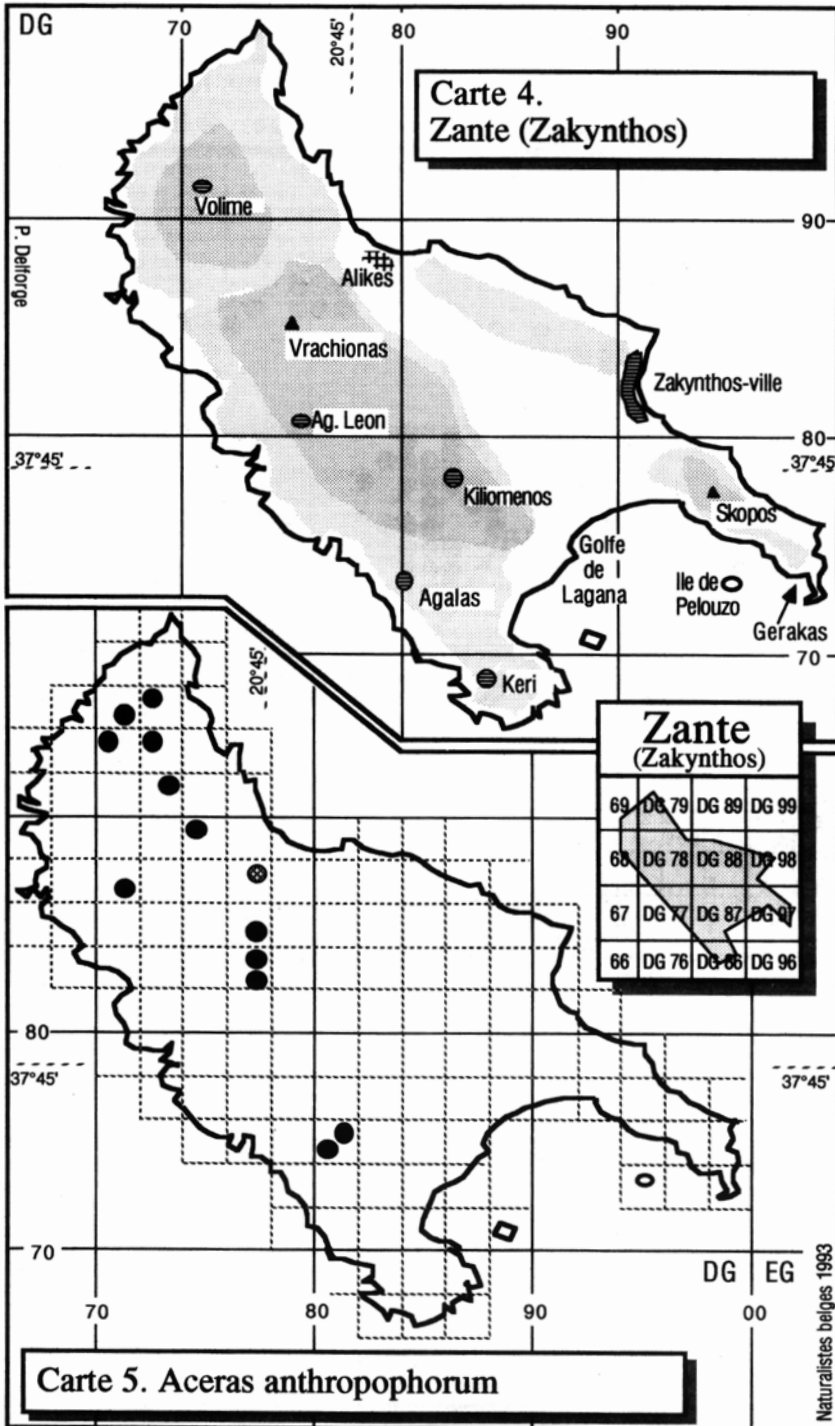 DG
70
20°45'
80
90
Carte 4.
Zante (Zakynthos)
Volime
90
P. Delforge
Alikes
Vrachionas
Zakynthos-ville
Ag. Leon
80
37°45'
37°45'
Kiliomenos
Skopos
Golfe
de
Lagana
Ile de
Pelouzo
Agalas
Gerakas
70
Keri
20°45'
Zante
(Zakynthos)
69 DG 79 DG 89 DG 99
68 DG 78 DG 88 DG 98
67 DG 77 DG 87 DG 97
66 DG 76 DG 86 DG 96
80
37°45'
37°45'
70
DG EG
70
80
90
00
Naturalistes belges 1993
Carte 5. Aceras anthropophorum